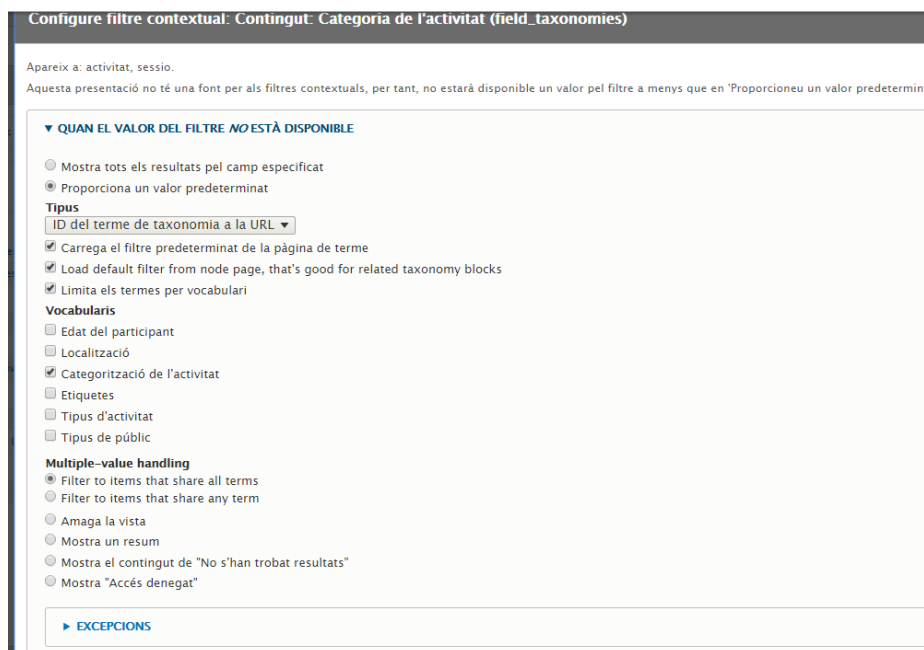 Configure filtre contextual: Contingut: Categoria de l'activitat (field_taxonomies)
Apareix a: activitat, sessio.
Aquesta presentació no té una font per als filtres contextuals, per tant, no estarà disponible un valor pel filtre a menys que en 'Proporcioneu un valor predetermin
▼ QUAN EL VALOR DEL FILTRE NO ESTÀ DISPONIBLE
Mostra tots els resultats pel camp especificat
Proporciona un valor predeterminat
Tipus
ID del terme de taxonomia a la URL ▼
Carrega el filtre predeterminat de la pàgina de terme
Load default filter from node page, that's good for related taxonomy blocks
Limita els termes per vocabulari
Vocabularis
Edat del participant
Localització
Categorització de l'activitat
Etiquetes
Tipus d'activitat
Tipus de públic
Multiple-value handling
Filter to items that share all terms
Filter to items that share any term
Amaga la vista
Mostra un resum
Mostra el contingut de "No s'han trobat resultats"
Mostra "Accés denegat"
► EXCEPCIONS